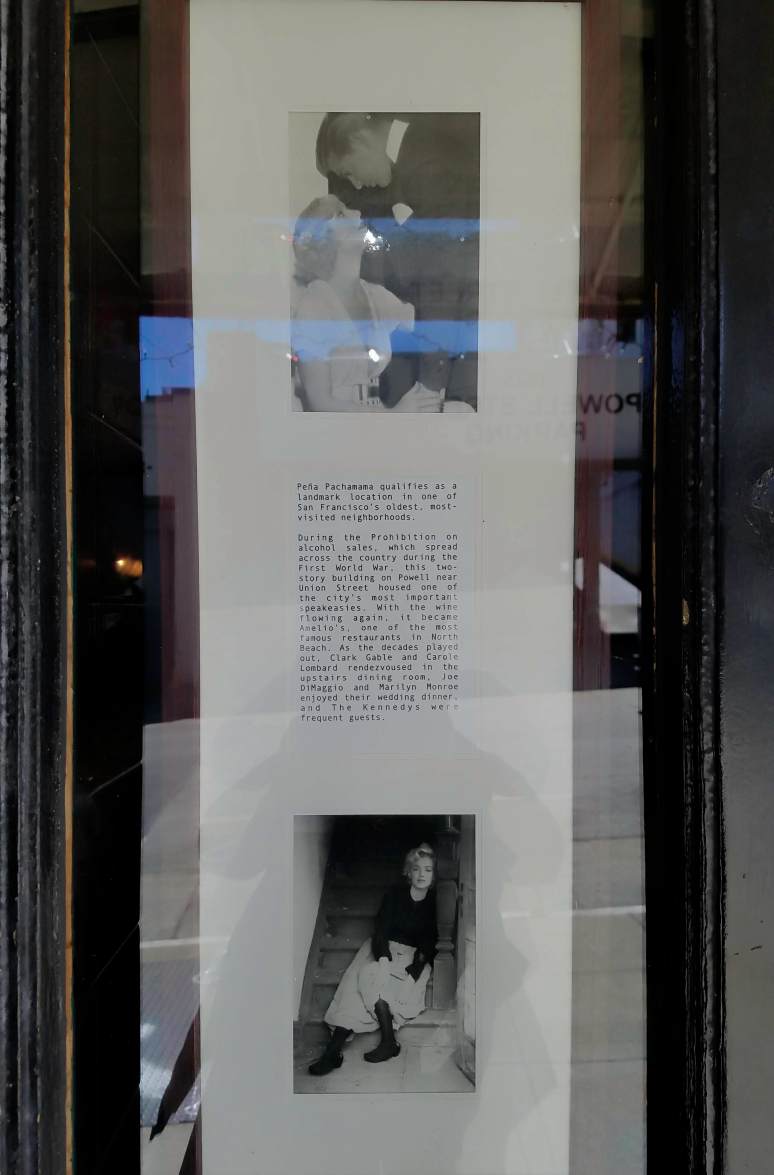 POWELL ST
PARKING
Peña Pachamama qualifies as a
landmark location in one of
San Francisco's oldest, most-
visited neighborhoods.
During the Prohibition on
alcohol sales, which spread
across the country during the
First World War, this two-
story building on Powell near
Union Street housed one of
the city's most important
speakeasies. With the wine
flowing again, it became
Amelio's, one of the most
famous restaurants in North
Beach. As the decades played
out, Clark Gable and Carole
Lombard rendezvoused in the
upstairs dining room, Joe
DiMaggio and Marilyn Monroe
enjoyed their wedding dinner,
and The Kennedys were
frequent guests.